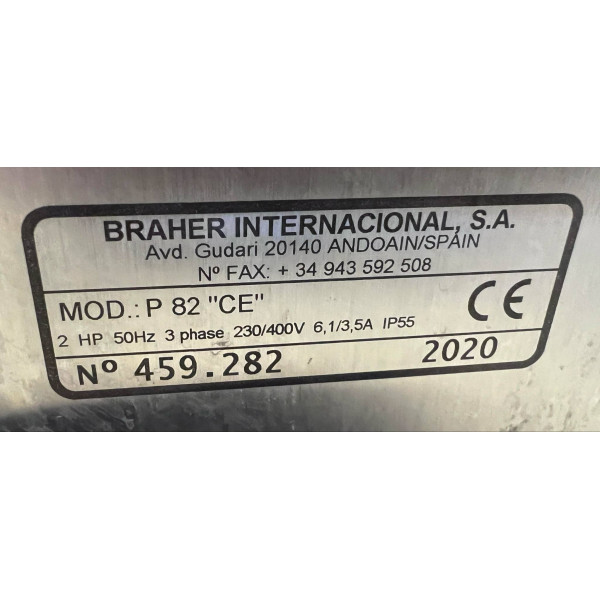 BRAHER INTERNACIONAL, S.A.
Avd. Gudari 20140 ANDOAIN/SPAIN
Nº FAX: + 34 943 592 508
MOD.: P 82 "CE"
CE
2 HP 50Hz 3 phase 230/400V 6,1/3,5A IP55
Nº 459.282 2020